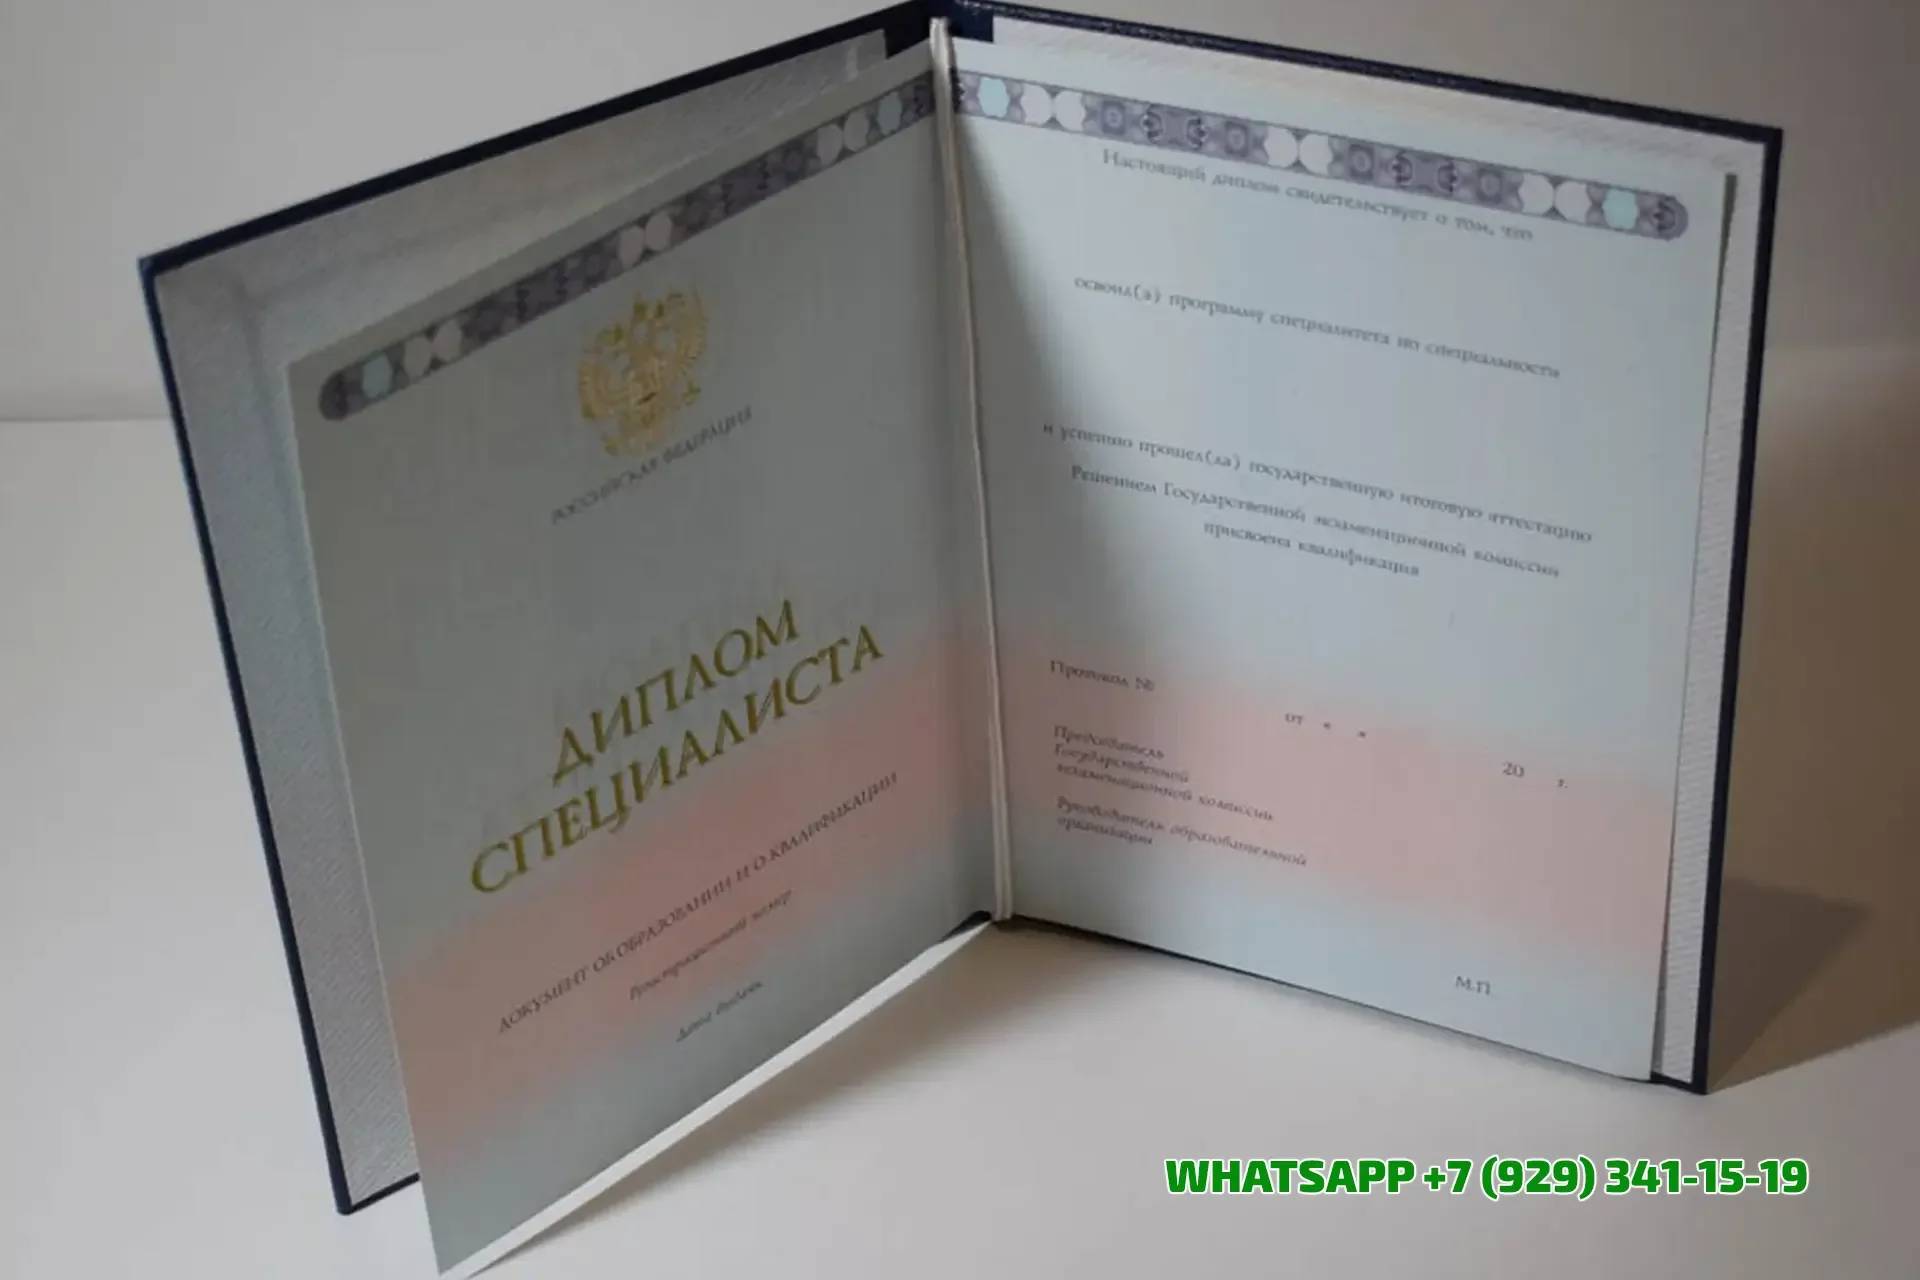 РОССИЙСКАЯ ФЕДЕРАЦИЯ
ДИПЛОМ
СПЕЦИАЛИСТА
ДОКУМЕНТ ОБ ОБРАЗОВАНИИ И О КВАЛИФИКАЦИИ
Регистрационный номер
Дата выдачи
Настоящий диплом свидетельствует о том, что
освоил(а) программу специалитета по специальности
и успешно прошел(ла) государственную итоговую аттестацию
Решением Государственной экзаменационной комиссии
присвоена квалификация
Протокол №
от « »
20 г.
Председатель
Государственной
экзаменационной комиссии
Руководитель образовательной
организации
М.П.
WHATSAPP +7 (929) 341-15-19